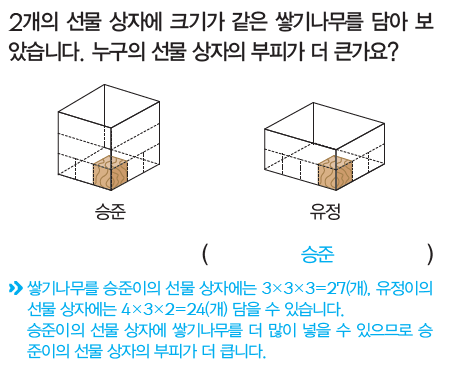 2개의 선물 상자에 크기가 같은 쌓기나무를 담아 보
았습니다. 누구의 선물 상자의 부피가 더 큰가요?
승준 유정
( 승준 )
쌓기나무를 승준이의 선물 상자에는 3×3×3=27(개), 유정이의
선물 상자에는 4×3×2=24(개) 담을 수 있습니다.
승준이의 선물 상자에 쌓기나무를 더 많이 넣을 수 있으므로 승
준이의 선물 상자의 부피가 더 큽니다.